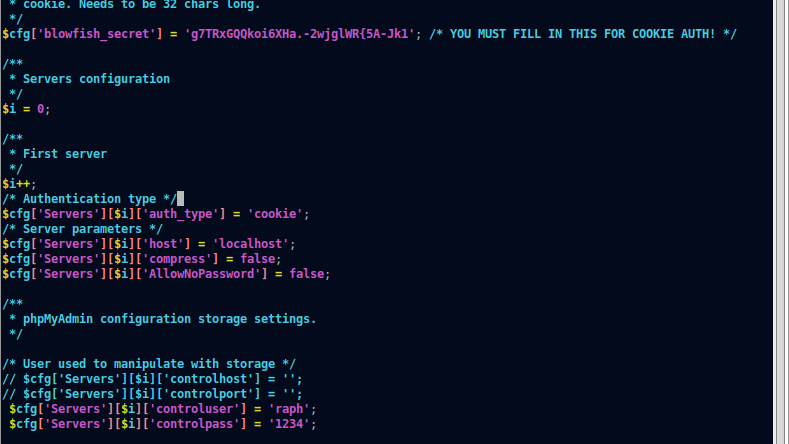 * cookie. Needs to be 32 chars long.
 */
$cfg['blowfish_secret'] = 'g7TRxGQQkoi6XHa.-2wjglWR{5A-Jk1'; /* YOU MUST FILL IN THIS FOR COOKIE AUTH! */
/**
 * Servers configuration
 */
$i = 0;
/**
 * First server
 */
$i++;
/* Authentication type */
$cfg['Servers'][$i]['auth_type'] = 'cookie';
/* Server parameters */
$cfg['Servers'][$i]['host'] = 'localhost';
$cfg['Servers'][$i]['compress'] = false;
$cfg['Servers'][$i]['AllowNoPassword'] = false;
/**
 * phpMyAdmin configuration storage settings.
 */
/* User used to manipulate with storage */
// $cfg['Servers'][$i]['controlhost'] = '';
// $cfg['Servers'][$i]['controlport'] = '';
 $cfg['Servers'][$i]['controluser'] = 'raph';
 $cfg['Servers'][$i]['controlpass'] = '1234';